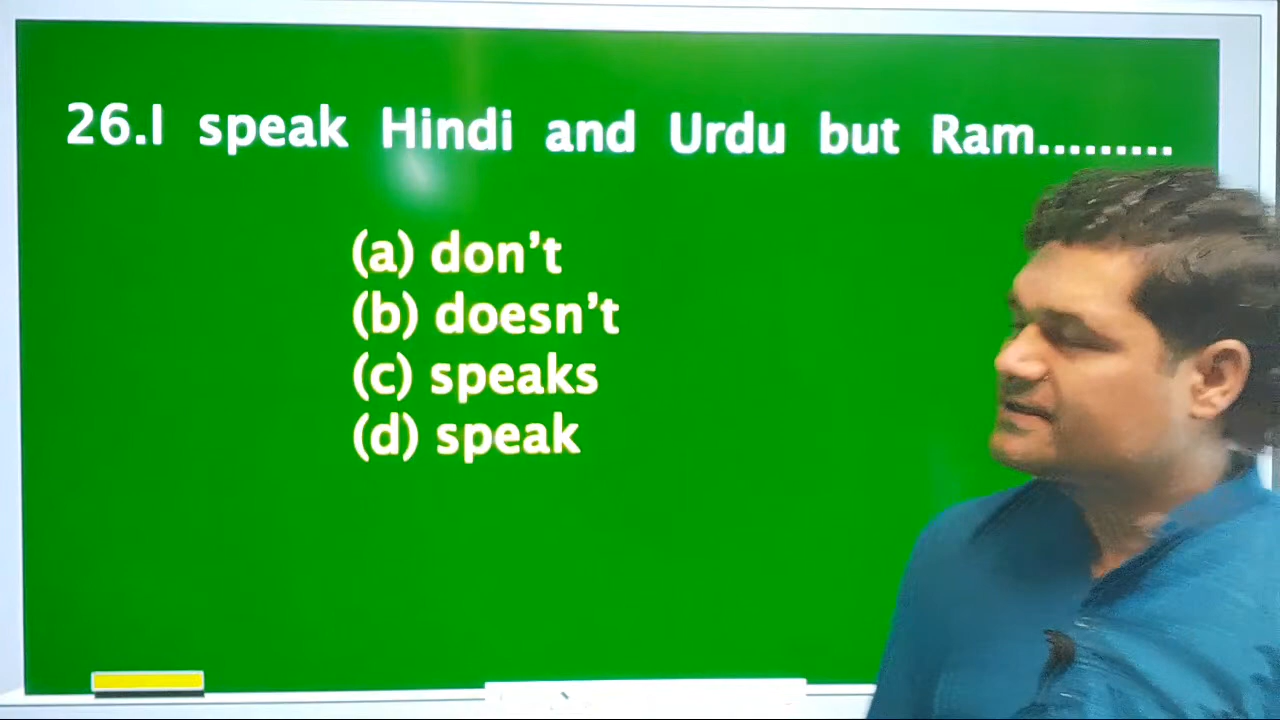 26.I speak Hindi and Urdu but Ram.........
(a) don’t
(b) doesn’t
(c) speaks
(d) speak